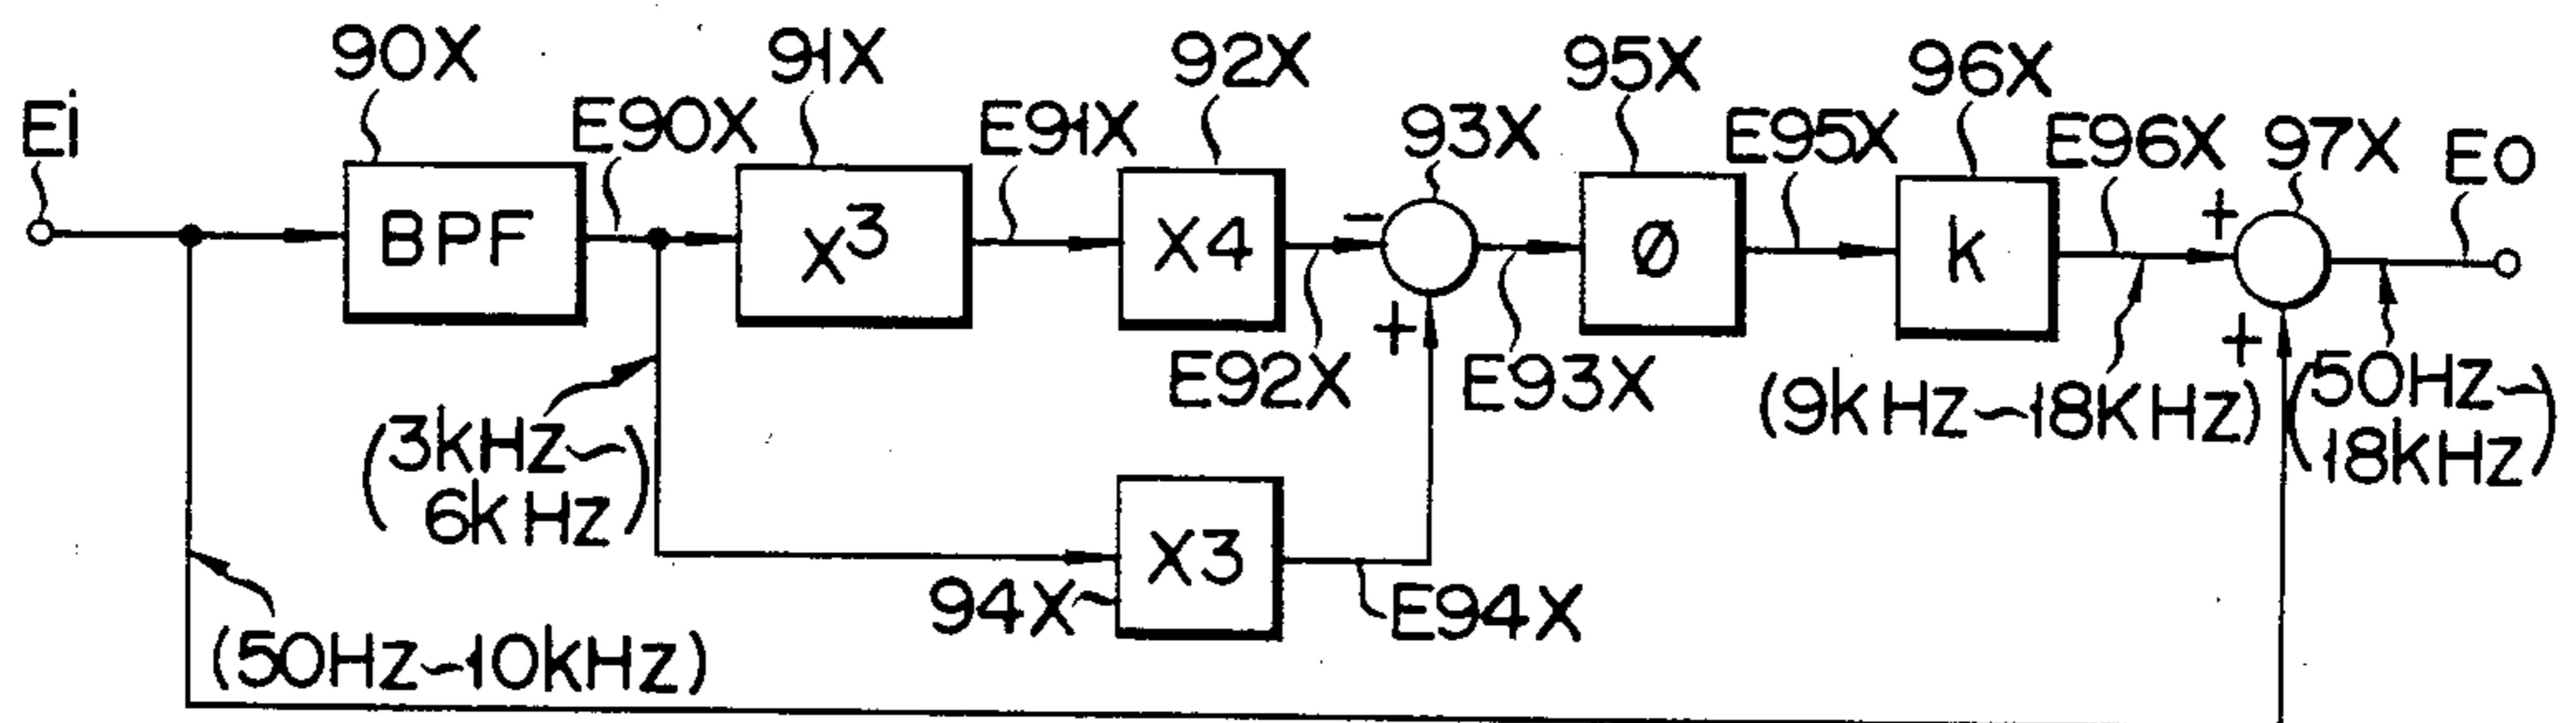 90X
91X
92X
95X
96X
Ei
E90X
E91X
93X
E95X
E96X
97X
EO
BPF
X³
X4
−
+
Ø
K
+
+
E92X
E93X
(3kHz~
6kHz)
(9kHz~18KHz)
(50Hz~
18kHz)
X3
94X
E94X
(50Hz~10kHz)